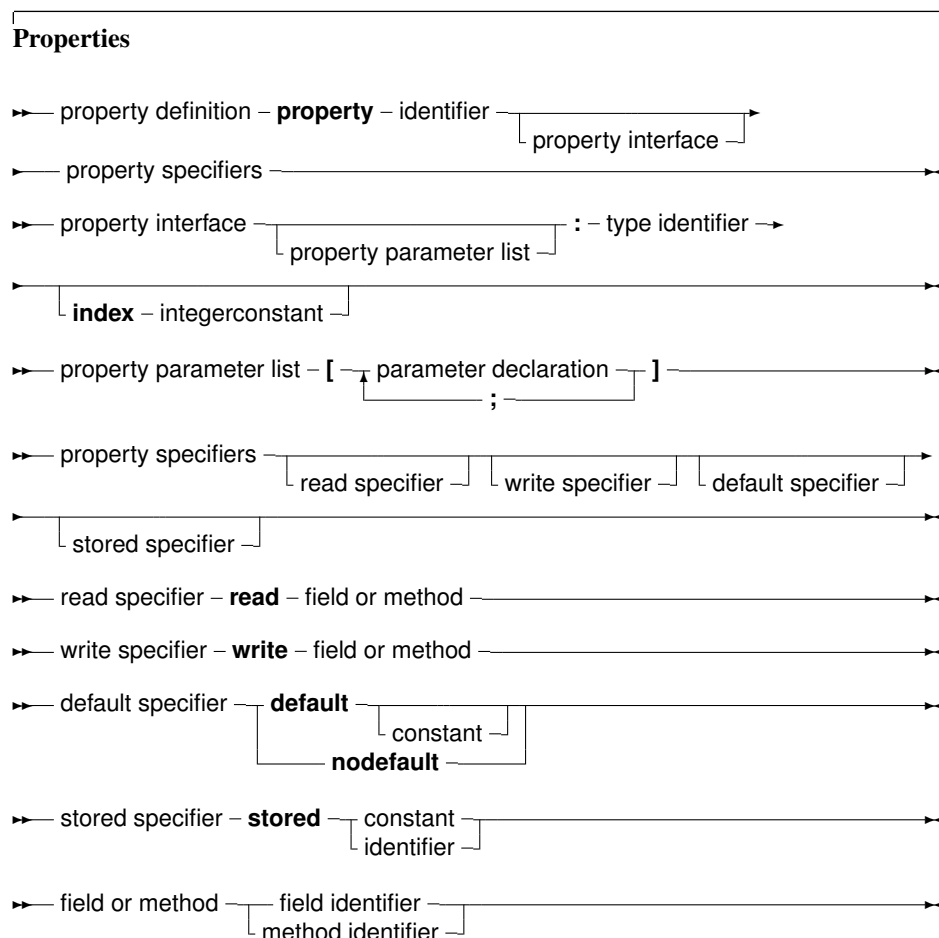 Properties
property definition – property – identifier
property interface
property specifiers
property interface : – type identifier
property parameter list
index – integerconstant
property parameter list – [ parameter declaration ]
;
property specifiers
read specifier write specifier default specifier
stored specifier
read specifier – read – field or method
write specifier – write – field or method
default specifier default
constant
nodefault
stored specifier – stored constant
identifier
field or method field identifier
method identifier